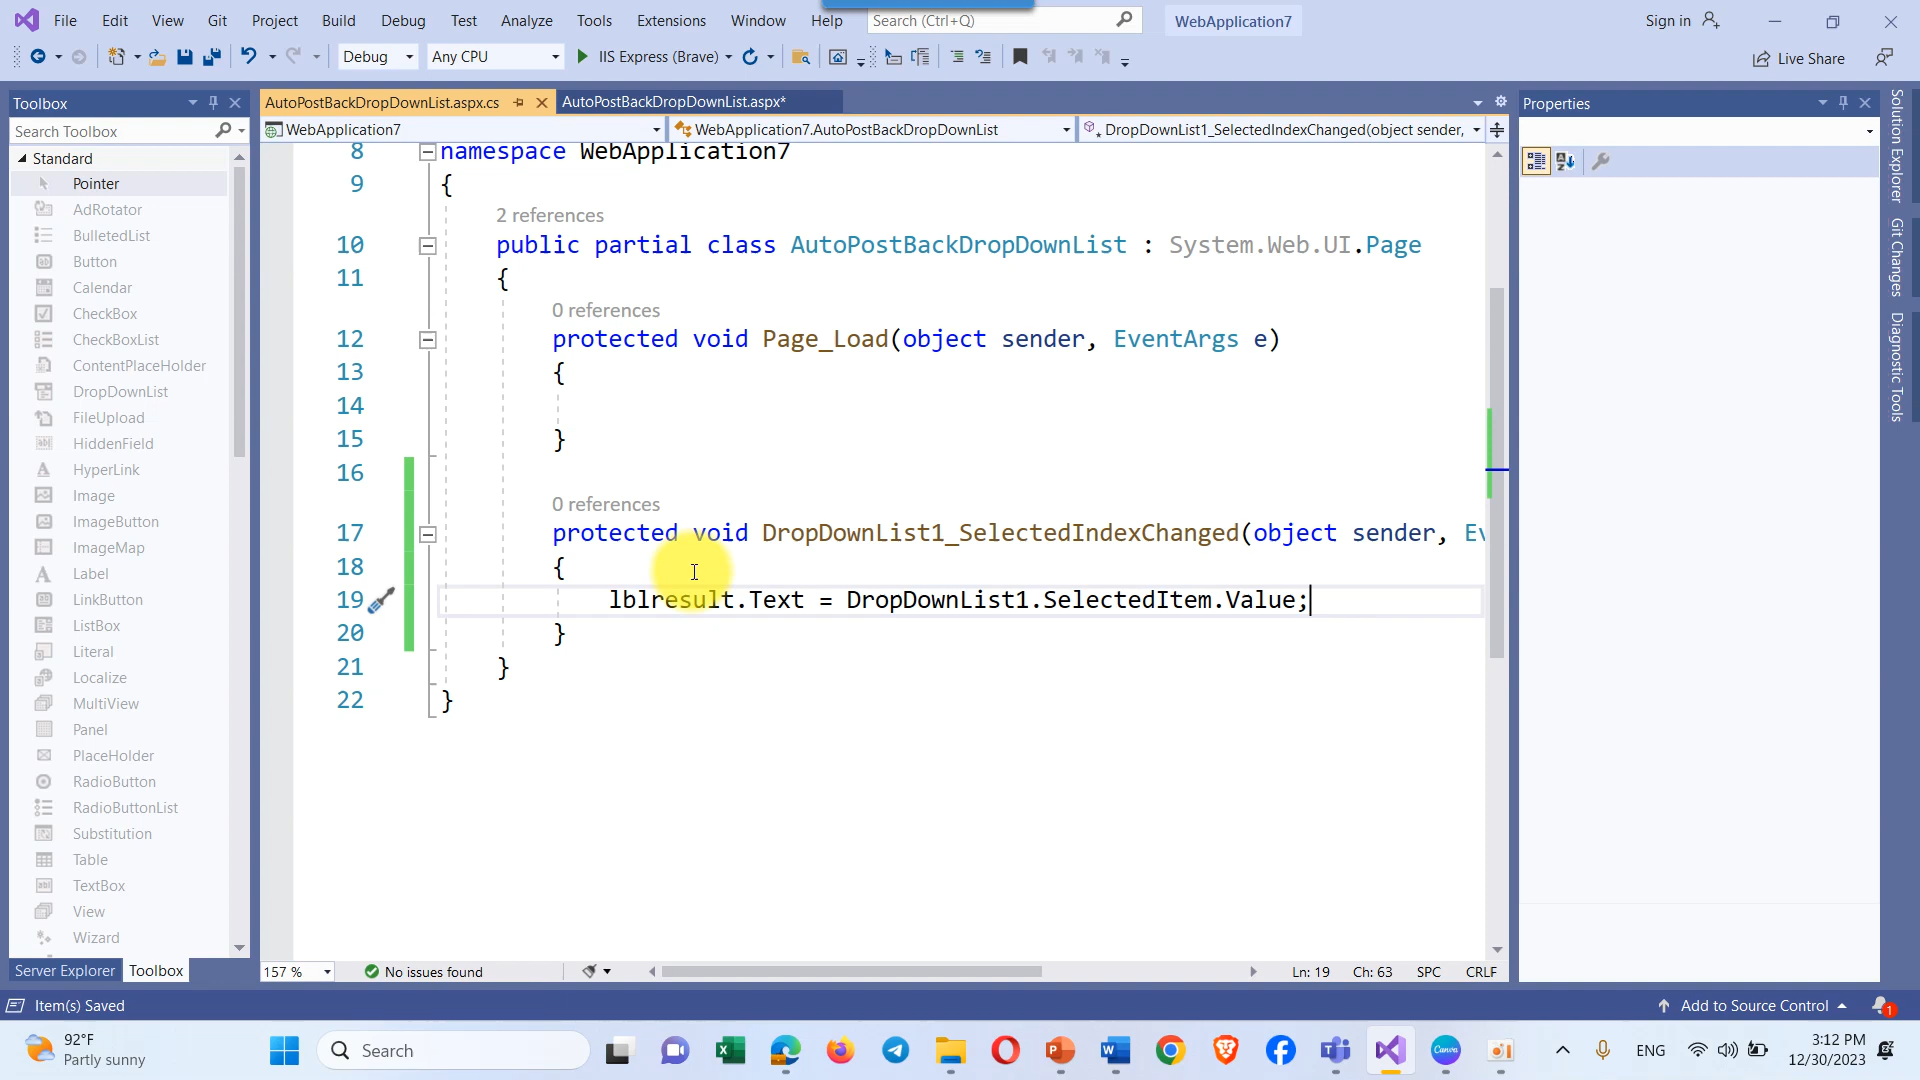 File Edit View Git Project Build Debug Test Analyze Tools Extensions Window Help Search (Ctrl+Q) WebApplication7 Sign in
Debug Any CPU IIS Express (Brave) Live Share
Toolbox
Search Toolbox
Standard
Pointer
AdRotator
BulletedList
Button
Calendar
CheckBox
CheckBoxList
ContentPlaceHolder
DropDownList
FileUpload
HiddenField
HyperLink
Image
ImageButton
ImageMap
Label
LinkButton
ListBox
Literal
Localize
MultiView
Panel
PlaceHolder
RadioButton
RadioButtonList
Substitution
Table
TextBox
View
Wizard
Server Explorer Toolbox
AutoPostBackDropDownList.aspx.cs AutoPostBackDropDownList.aspx*
WebApplication7 WebApplication7.AutoPostBackDropDownList DropDownList1_SelectedIndexChanged(object sender,
8 namespace WebApplication7
9 {
2 references
10 public partial class AutoPostBackDropDownList : System.Web.UI.Page
11 {
0 references
12 protected void Page_Load(object sender, EventArgs e)
13 {
14
15 }
16
0 references
17 protected void DropDownList1_SelectedIndexChanged(object sender, Ev
18 {
19 lblresult.Text = DropDownList1.SelectedItem.Value;
20 }
21 }
22 }
157 % No issues found Ln: 19 Ch: 63 SPC CRLF
Properties
Solution Explorer
Git Changes
Diagnostic Tools
Item(s) Saved Add to Source Control 1
92°F
Partly sunny
Search
ENG
3:12 PM
12/30/2023